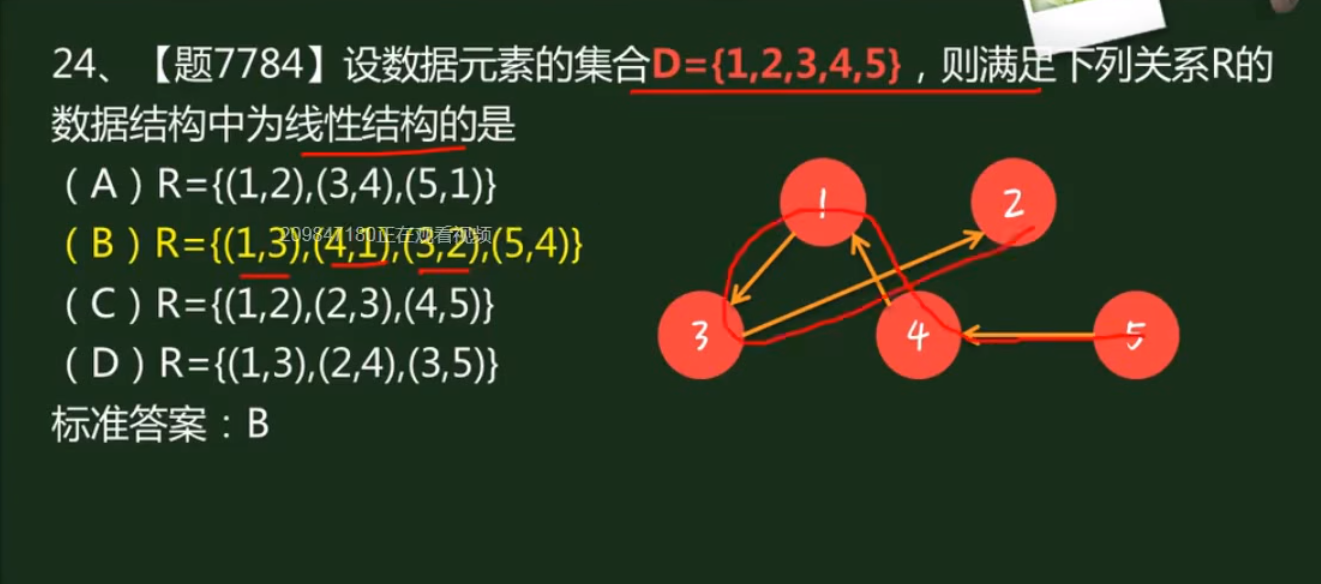 24、【题7784】设数据元素的集合D={1,2,3,4,5}，则满足下列关系R的
数据结构中为线性结构的是
（A）R={(1,2),(3,4),(5,1)}
（B）R={(1,3),(4,1),(3,2),(5,4)}
209847180正在观看视频
（C）R={(1,2),(2,3),(4,5)}
（D）R={(1,3),(2,4),(3,5)}
标准答案：B
1 2
3 4 5